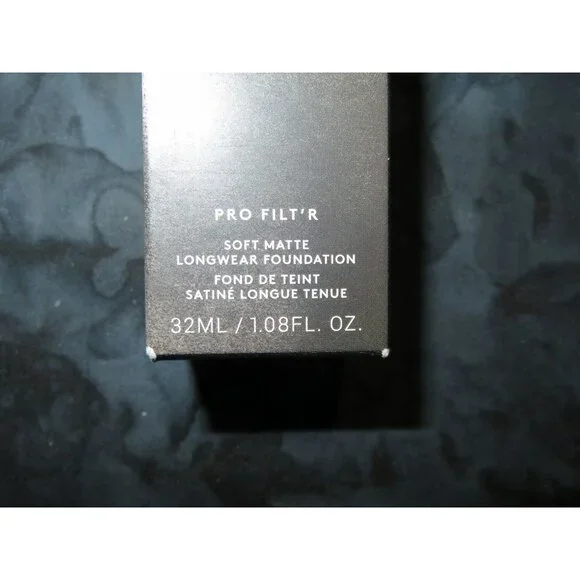 PRO FILT'R
SOFT MATTE
LONGWEAR FOUNDATION
FOND DE TEINT
SATINÉ LONGUE TENUE
32ML / 1.08FL. OZ.